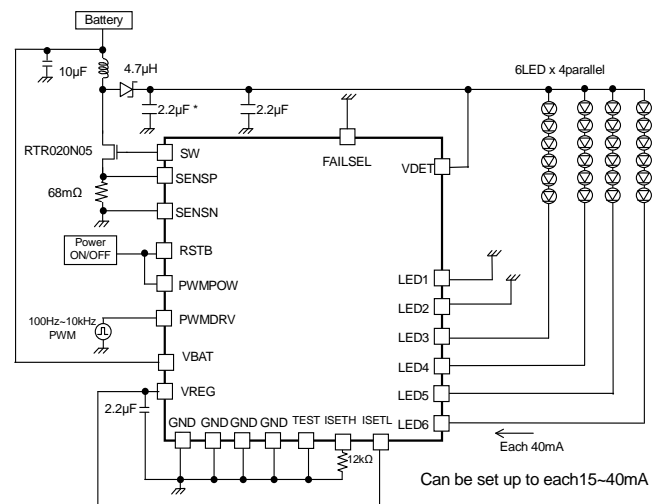 Battery
10μF
4.7μH
6LED x 4parallel
2.2μF *
2.2μF
RTR020N05
SW
FAILSEL
VDET
SENSP
68mΩ
SENSN
Power
ON/OFF
RSTB
LED1
PWMPOW
LED2
100Hz~10kHz
PWM
PWMDRV
LED3
VBAT
LED4
VREG
LED5
2.2μF
GND GND GND GND TEST ISETH ISETL
LED6
Each 40mA
12kΩ
Can be set up to each15~40mA